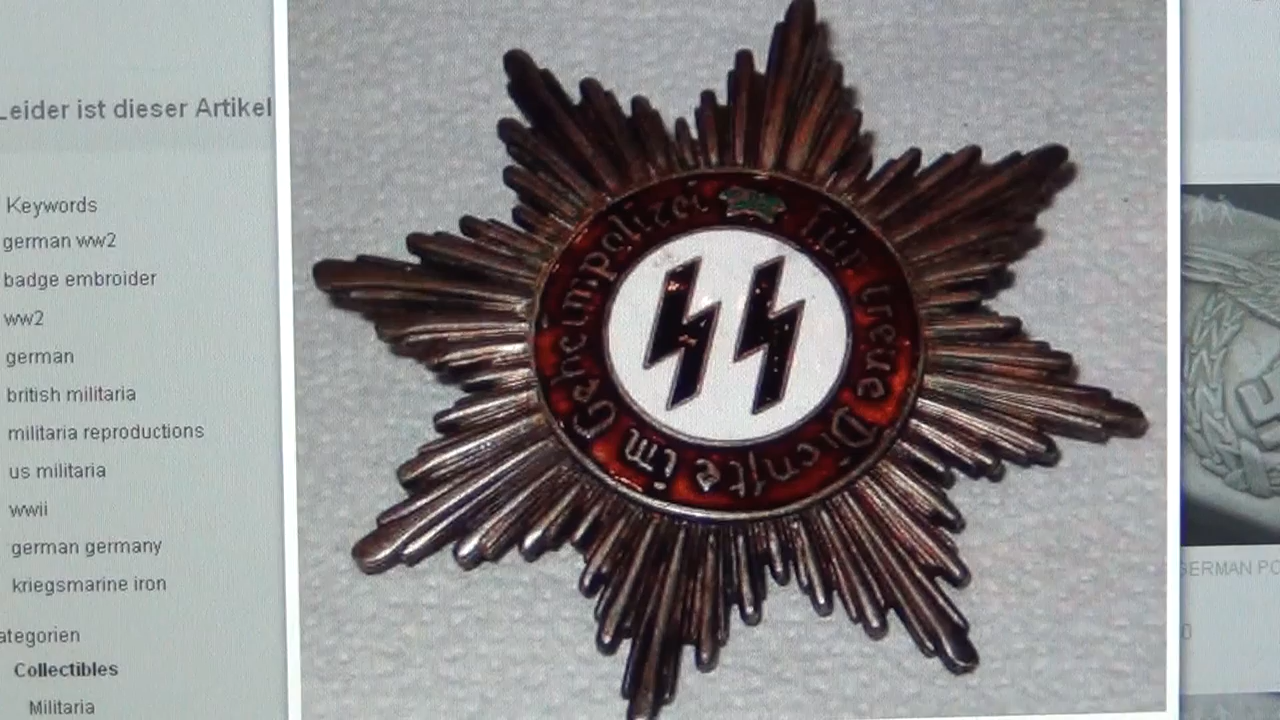 Leider ist dieser Artikel
Keywords
german ww2
badge embroider
ww2
german
british militaria
militaria reproductions
us militaria
wwii
german germany
kriegsmarine iron
ategorien
Collectibles
Militaria
für treue Dienste im Geheimpolizei
GERMAN PO
0